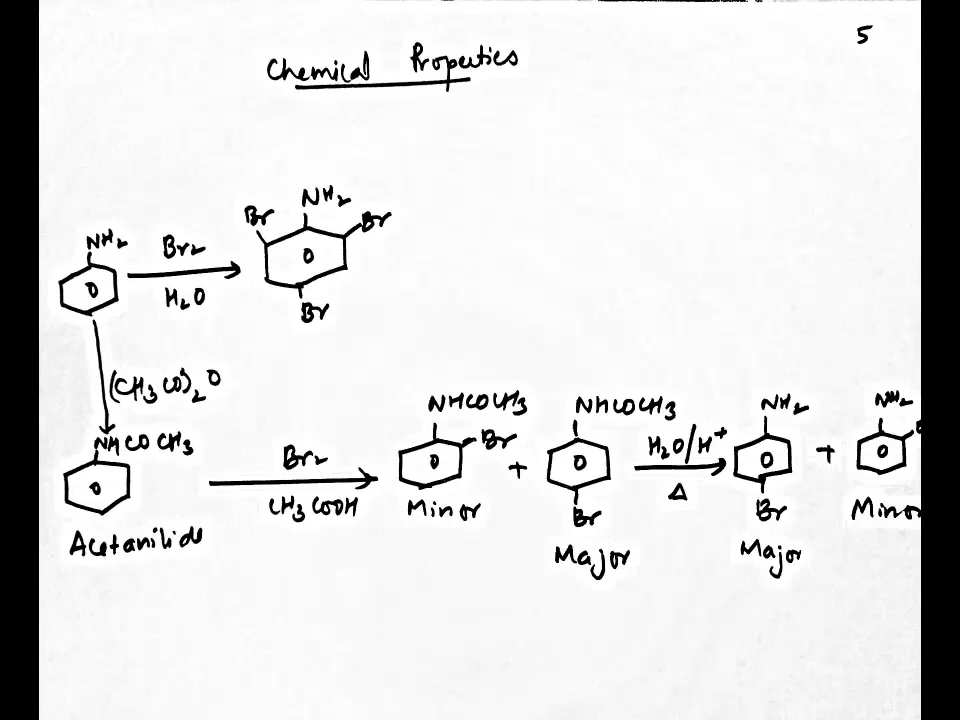 5
Chemical Properties
NH2
Br2
H2O
NH2
Br
Br
Br
(CH3CO)2O
NHCOCH3
Acetanilide
Br2
CH3COOH
NHCOCH3
Br
Minor
+
NHCOCH3
Br
Major
H2O/H+
Δ
NH2
Br
Major
+
NH2
Minor